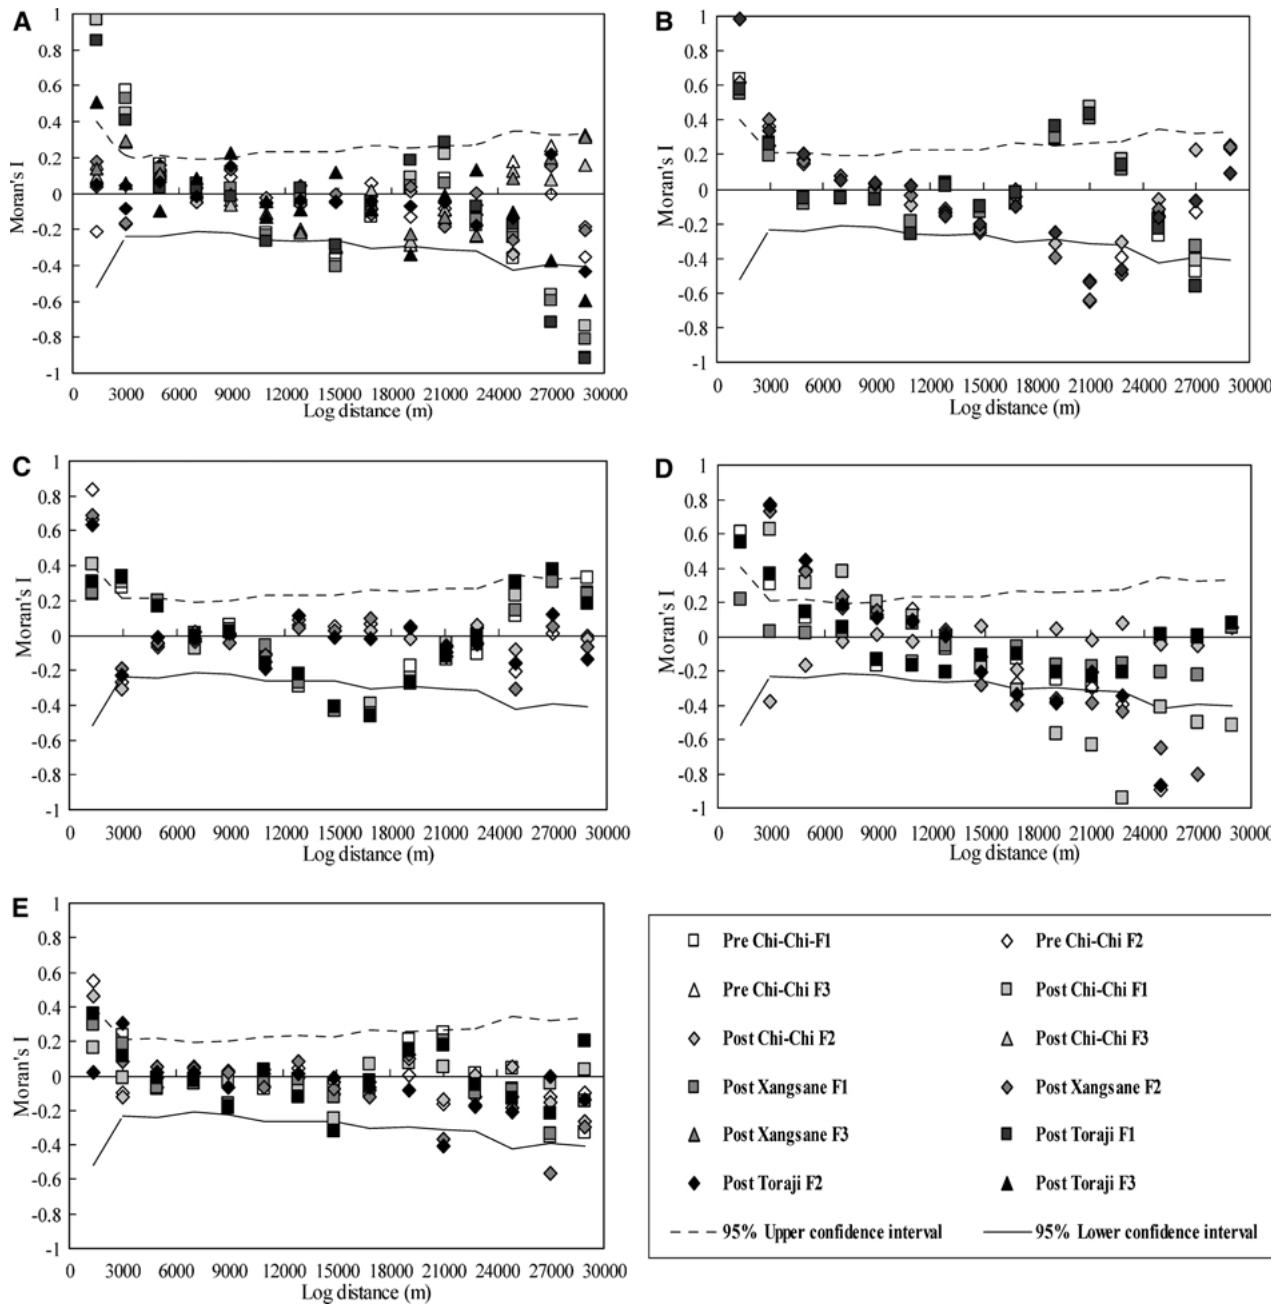 A
Moran's I
1
0.8
0.6
0.4
0.2
0
-0.2
-0.4
-0.6
-0.8
-1
0 3000 6000 9000 12000 15000 18000 21000 24000 27000 30000
Log distance (m)
B
Moran's I
1
0.8
0.6
0.4
0.2
0
-0.2
-0.4
-0.6
-0.8
-1
0 3000 6000 9000 12000 15000 18000 21000 24000 27000 30000
Log distance (m)
C
Moran's I
1
0.8
0.6
0.4
0.2
0
-0.2
-0.4
-0.6
-0.8
-1
0 3000 6000 9000 12000 15000 18000 21000 24000 27000 30000
Log distance (m)
D
Moran's I
1
0.8
0.6
0.4
0.2
0
-0.2
-0.4
-0.6
-0.8
-1
0 3000 6000 9000 12000 15000 18000 21000 24000 27000 30000
Log distance (m)
E
Moran's I
1
0.8
0.6
0.4
0.2
0
-0.2
-0.4
-0.6
-0.8
-1
0 3000 6000 9000 12000 15000 18000 21000 24000 27000 30000
Log distance (m)
Pre Chi-Chi-F1
Pre Chi-Chi F2
Pre Chi-Chi F3
Post Chi-Chi F1
Post Chi-Chi F2
Post Chi-Chi F3
Post Xangsane F1
Post Xangsane F2
Post Xangsane F3
Post Toraji F1
Post Toraji F2
Post Toraji F3
95% Upper confidence interval
95% Lower confidence interval